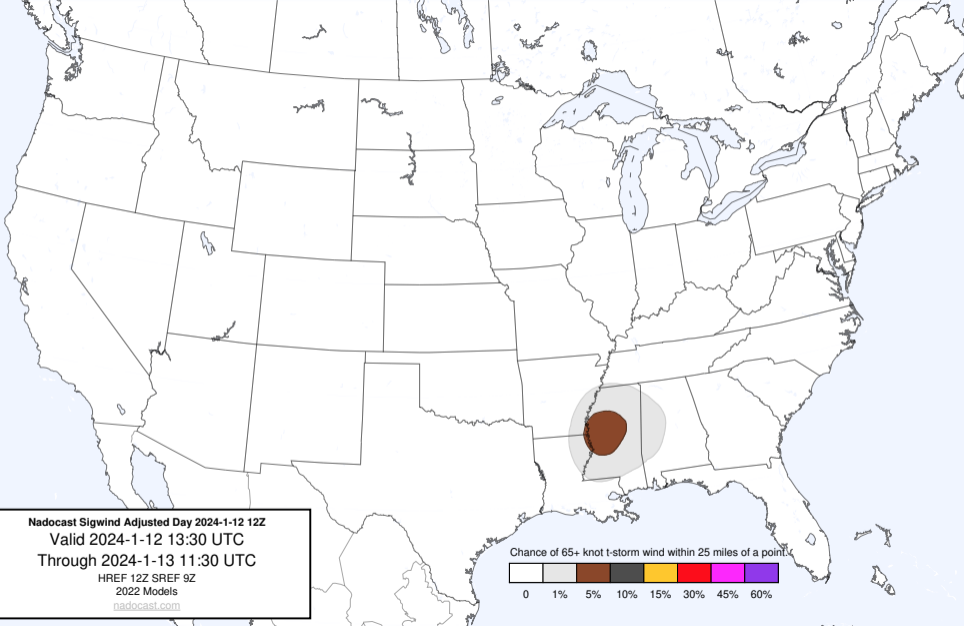 Nadocast Sigwind Adjusted Day 2024-1-12 12Z
Valid 2024-1-12 13:30 UTC
Through 2024-1-13 11:30 UTC
HREF 12Z SREF 9Z
2022 Models
nadocast.com
Chance of 65+ knot t-storm wind within 25 miles of a point.
0 1% 5% 10% 15% 30% 45% 60%